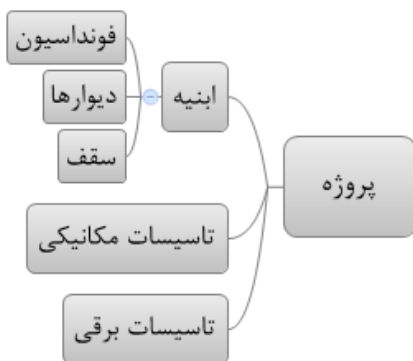 پروژه
ابنیه
فونداسیون
دیوارها
سقف
تاسیسات مکانیکی
تاسیسات برقی